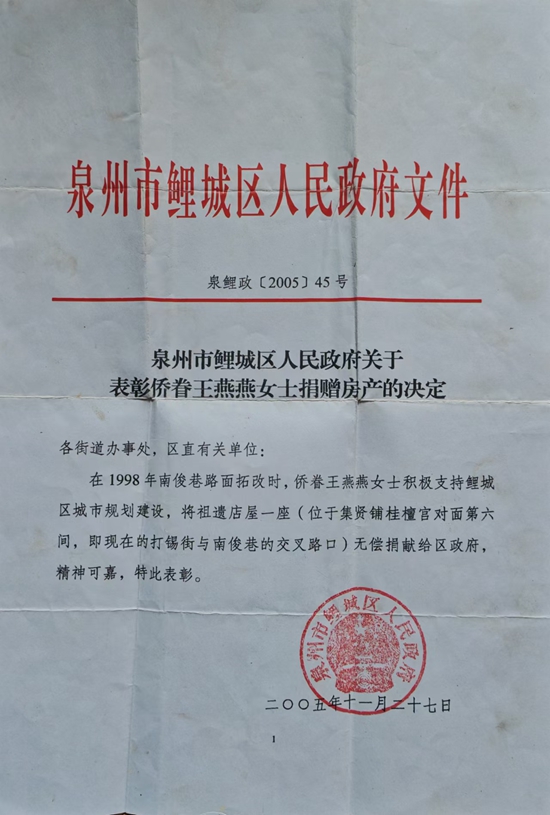 泉州市鲤城区人民政府文件
泉鲤政〔2005〕45号
泉州市鲤城区人民政府关于
表彰侨眷王燕燕女士捐赠房产的决定
各街道办事处，区直有关单位：
在1998年南俊巷路面拓改时，侨眷王燕燕女士积极支持鲤城
区城市规划建设，将祖遗店屋一座（位于集贤铺桂檀宫对面第六
间，即现在的打锡街与南俊巷的交叉路口）无偿捐献给区政府，
精神可嘉，特此表彰。
泉州市鲤城区人民政府
二〇〇五年十一月二十七日
1